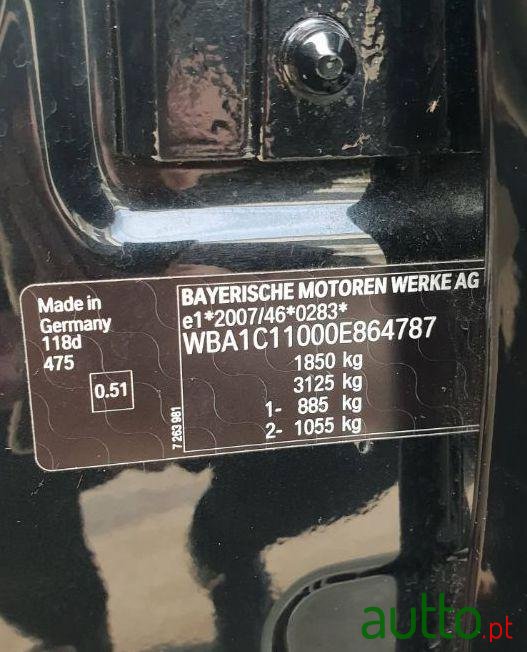 Made in
Germany
118d
475
0.51
7 263 981
BAYERISCHE MOTOREN WERKE AG
e1*2007/46*0283*
WBA1C11000E864787
1850 kg
3125 kg
1- 885 kg
2- 1055 kg
autto.pt